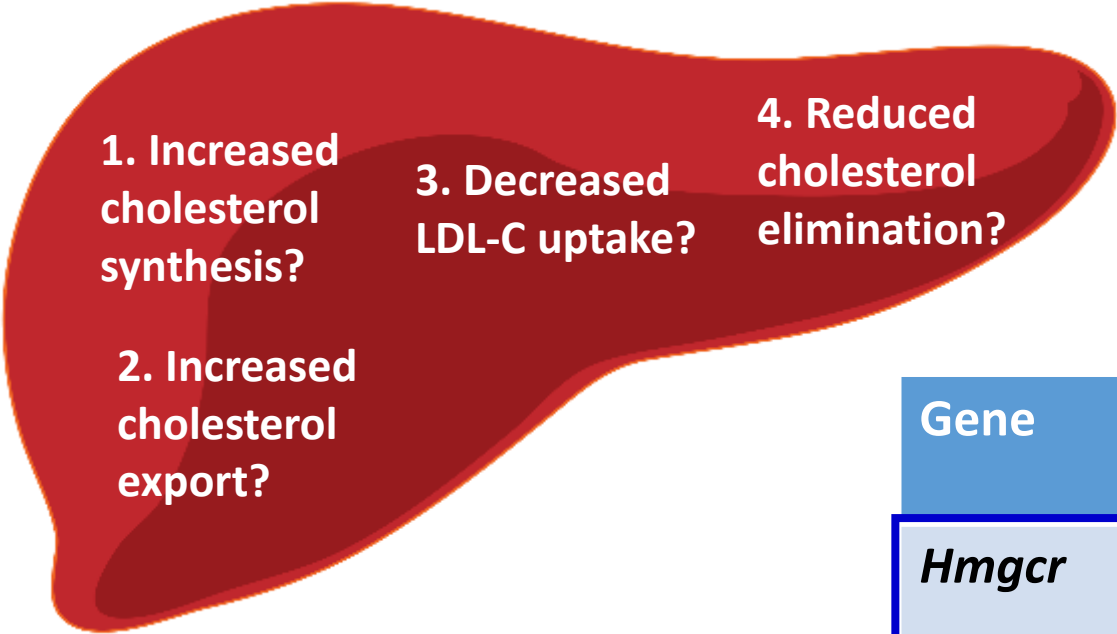 1. Increased
cholesterol
synthesis?
2. Increased
cholesterol
export?
3. Decreased
LDL-C uptake?
4. Reduced
cholesterol
elimination?
Gene
Hmgcr